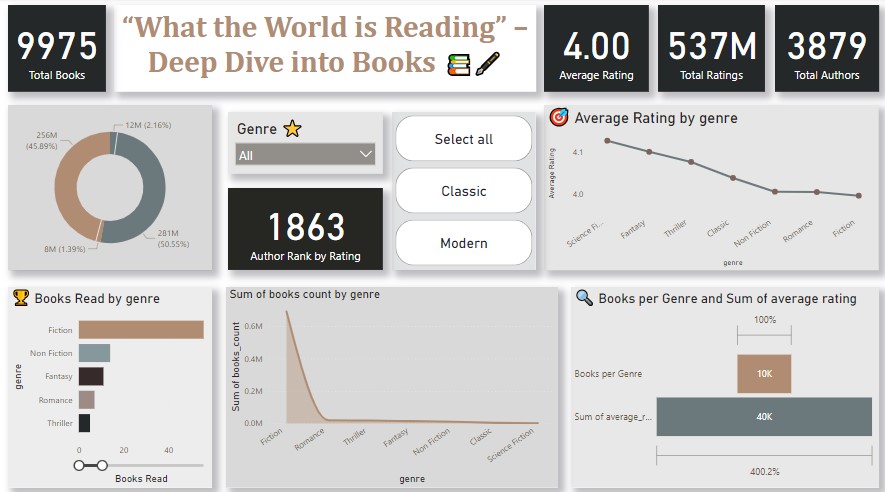 9975
Total Books
“What the World is Reading” –
Deep Dive into Books
4.00
Average Rating
537M
Total Ratings
3879
Total Authors
12M (2.16%)
256M
(45.89%)
281M
(50.55%)
8M (1.39%)
Genre
All
1863
Author Rank by Rating
Select all
Classic
Modern
Average Rating by genre
Average Rating
4.1
4.0
Science Fi...
Fantasy
Thriller
Classic
Non Fiction
Romance
Fiction
genre
Books Read by genre
genre
Fiction
Non Fiction
Fantasy
Romance
Thriller
0 20 40
Books Read
Sum of books count by genre
Sum of books_count
0.6M
0.4M
0.2M
0.0M
Fiction
Romance
Thriller
Fantasy
Non Fiction
Classic
Science Fiction
genre
Books per Genre and Sum of average rating
100%
Books per Genre
10K
Sum of average_r...
40K
400.2%